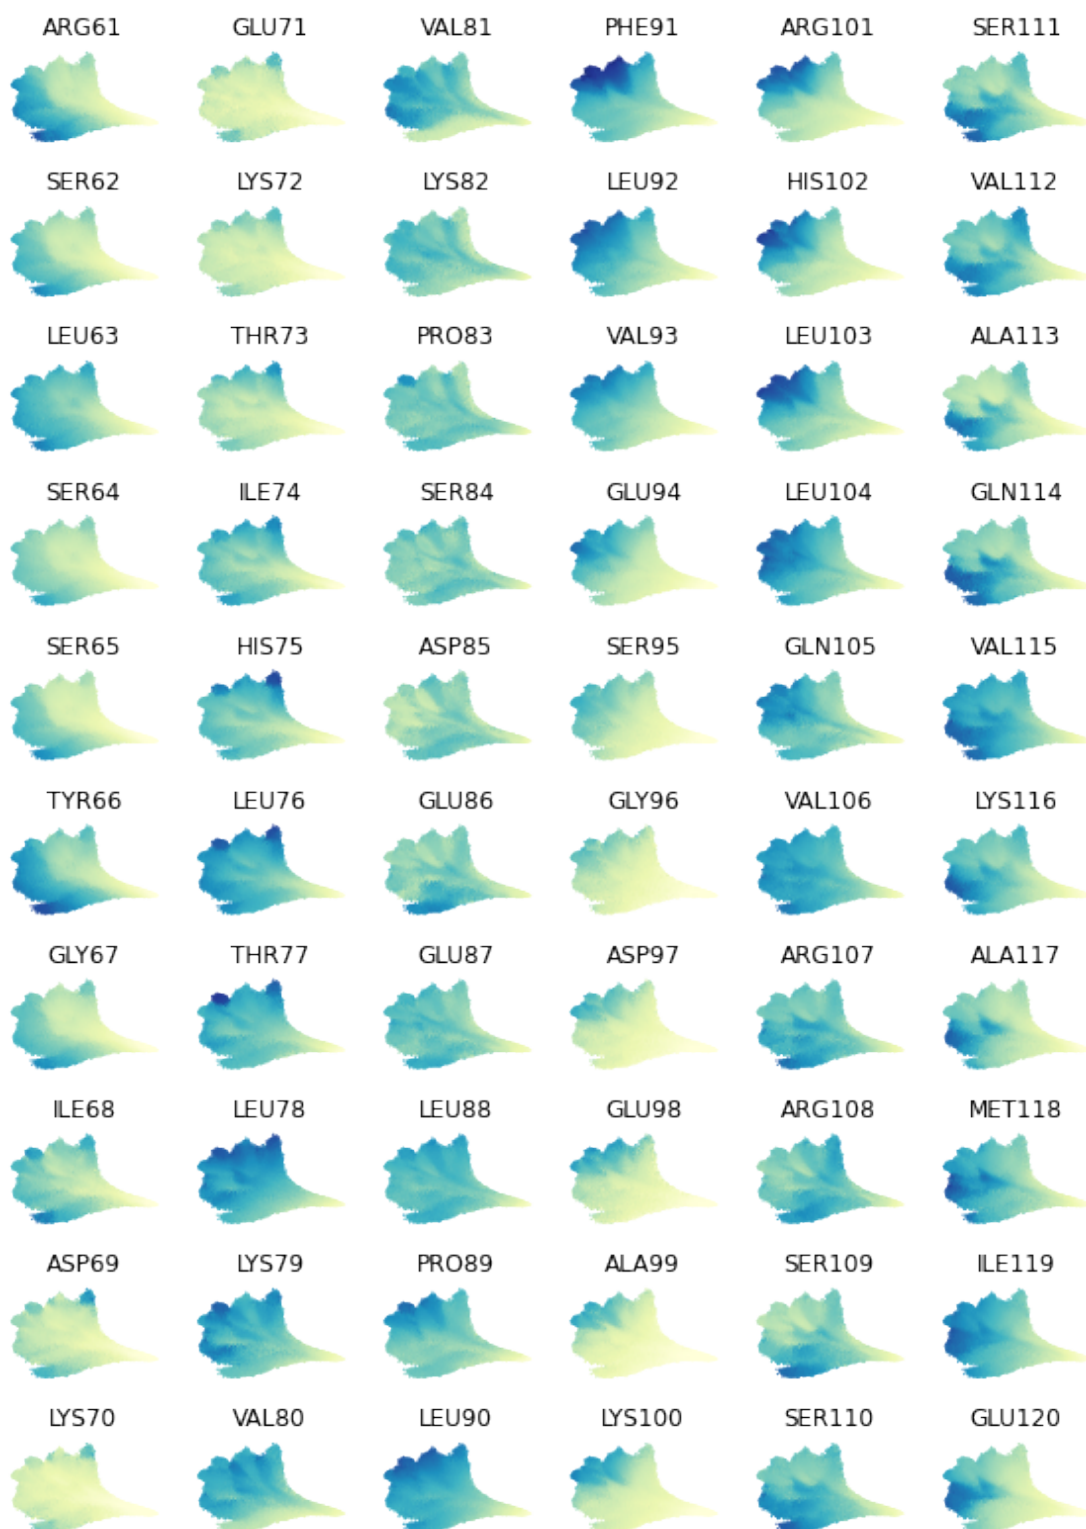 ARG61 GLU71 VAL81 PHE91 ARG101 SER111
SER62 LYS72 LYS82 LEU92 HIS102 VAL112
LEU63 THR73 PRO83 VAL93 LEU103 ALA113
SER64 ILE74 SER84 GLU94 LEU104 GLN114
SER65 HIS75 ASP85 SER95 GLN105 VAL115
TYR66 LEU76 GLU86 GLY96 VAL106 LYS116
GLY67 THR77 GLU87 ASP97 ARG107 ALA117
ILE68 LEU78 LEU88 GLU98 ARG108 MET118
ASP69 LYS79 PRO89 ALA99 SER109 ILE119
LYS70 VAL80 LEU90 LYS100 SER110 GLU120